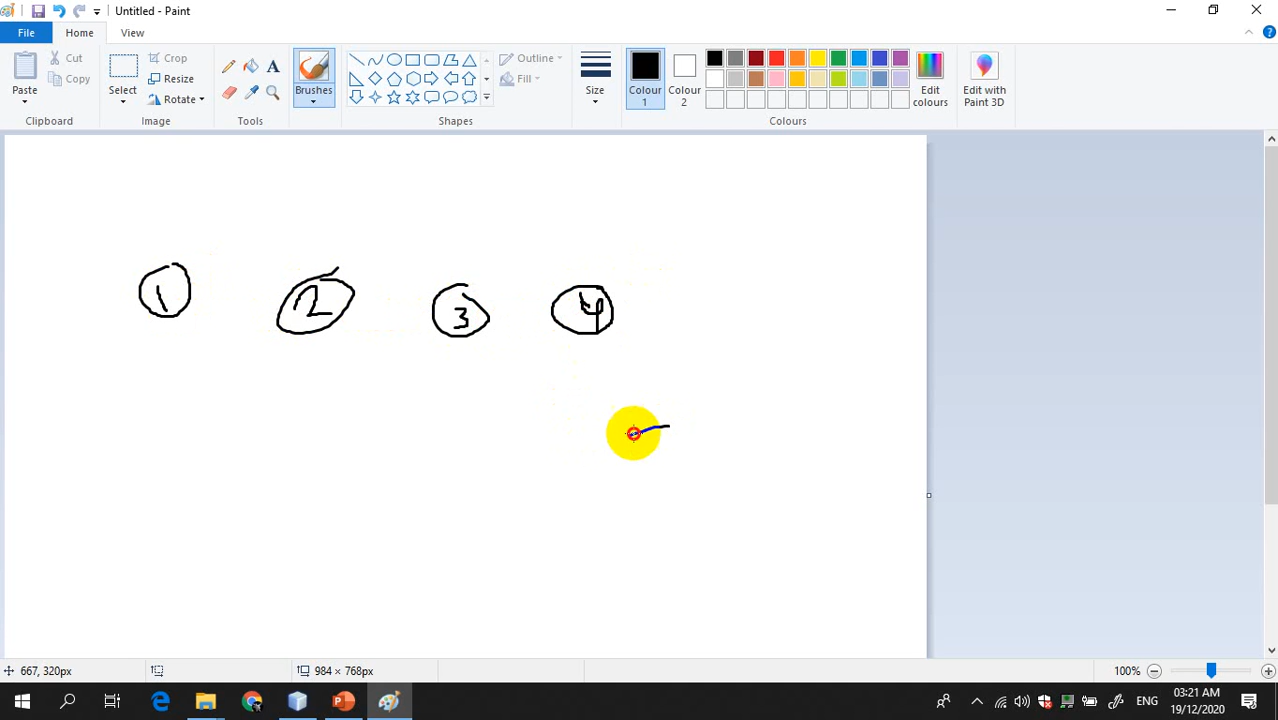 Untitled - Paint
File Home View
Cut
Copy
Paste
Clipboard
Crop
Resize
Rotate
Select
Image
Tools
Brushes
Outline
Fill
Shapes
Size
Colour 1
Colour 2
Edit colours
Colours
Edit with Paint 3D
1 2 3 4
667, 320px
984 × 768px
100%
ENG
03:21 AM
19/12/2020